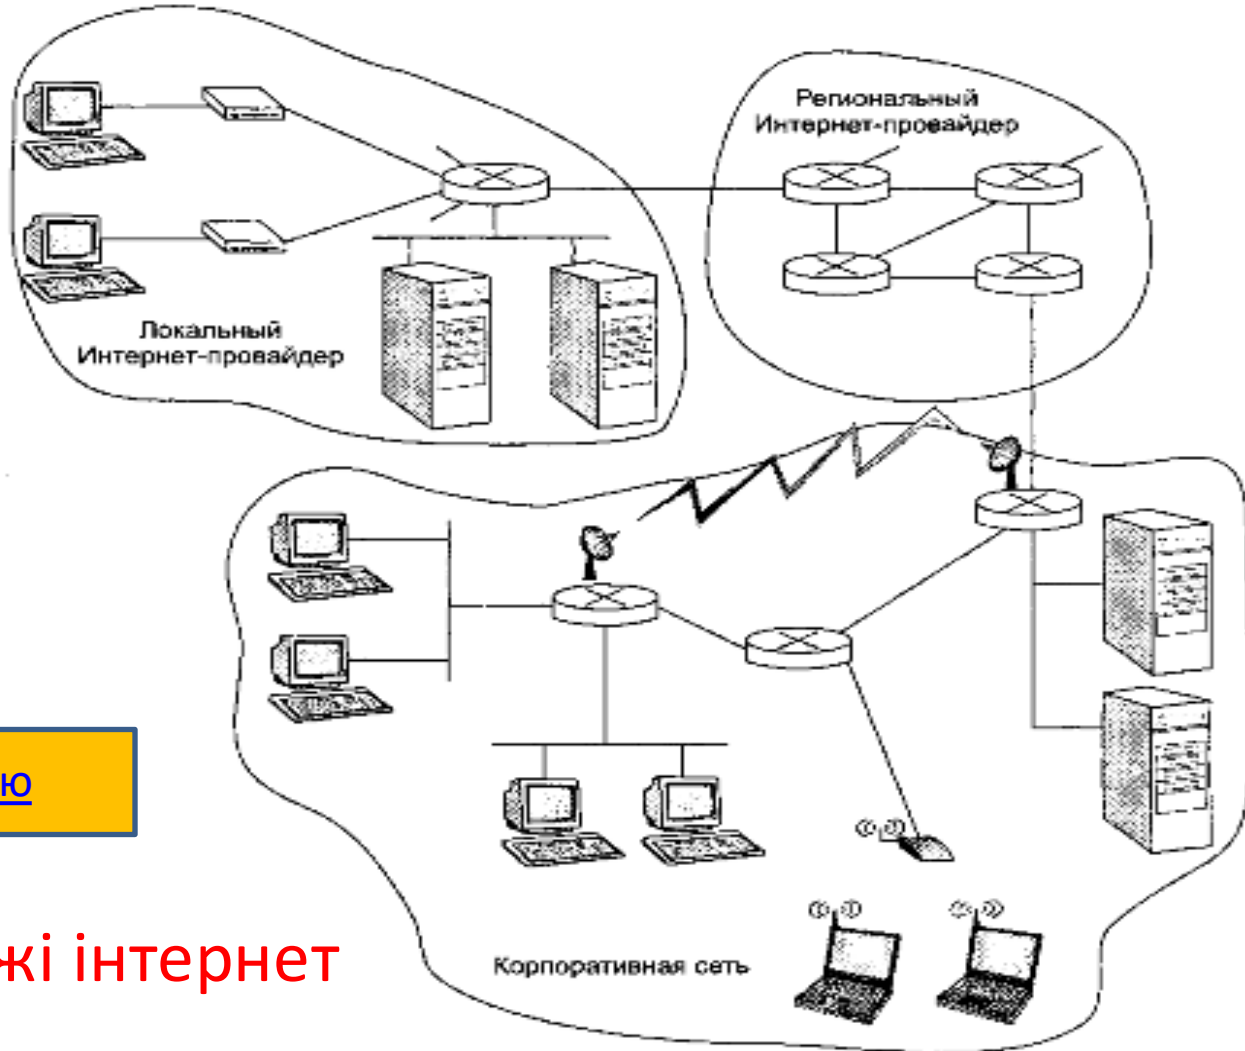 Региональный
Интернет-провайдер
Локальный
Интернет-провайдер
ю
жі інтернет
Корпоративная сеть